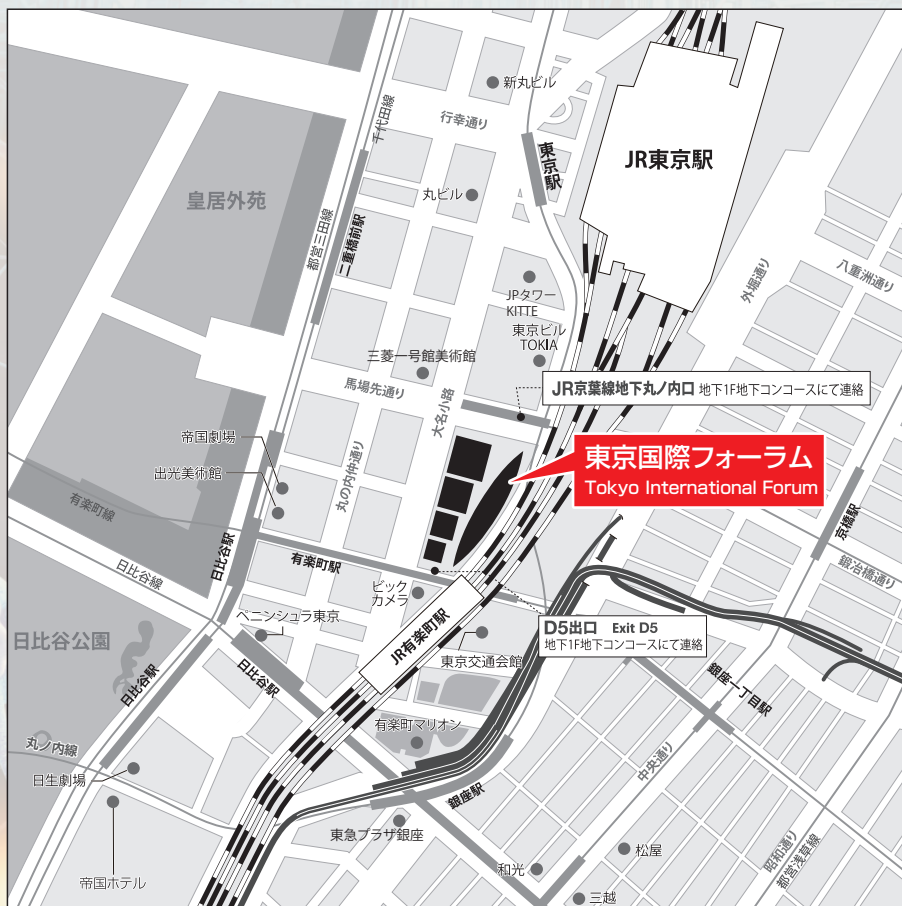 新丸ビル
行幸通り
千代田線
東京駅
JR東京駅
皇居外苑
丸ビル
都営三田線
二重橋前駅
外堀通り
八重洲通り
JPタワー
KITTE
東京ビル
TOKIA
三菱一号館美術館
馬場先通り
大名小路
JR京葉線地下丸ノ内口 地下1F地下コンコースにて連絡
帝国劇場
出光美術館
丸の内仲通り
東京国際フォーラム
Tokyo International Forum
有楽町線
京橋駅
日比谷線
日比谷駅
有楽町駅
鍛冶橋通り
ビック
カメラ
ペニンシュラ東京
JR有楽町駅
D5出口 Exit D5
地下1F地下コンコースにて連絡
日比谷公園
東京交通会館
日比谷駅
日比谷駅
銀座一丁目駅
有楽町マリオン
丸ノ内線
中央通り
日生劇場
銀座駅
東急プラザ銀座
昭和通り
都営浅草線
松屋
和光
帝国ホテル
三越